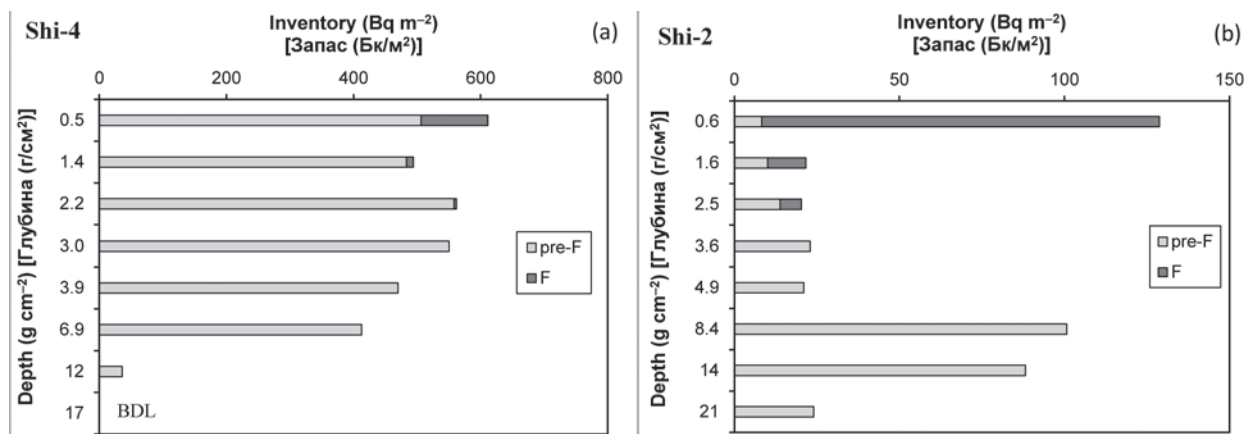 Shi-4
Inventory (Bq m⁻²)
[Запас (Бк/м²)]
(a)
0 200 400 600 800
Depth (g cm⁻²) [Глубина (г/см²)]
0.5
1.4
2.2
3.0
3.9
6.9
12
17
BDL
pre-F
F
Shi-2
Inventory (Bq m⁻²)
[Запас (Бк/м²)]
(b)
0 50 100 150
Depth (g cm⁻²) [Глубина (г/см²)]
0.6
1.6
2.5
3.6
4.9
8.4
14
21
pre-F
F